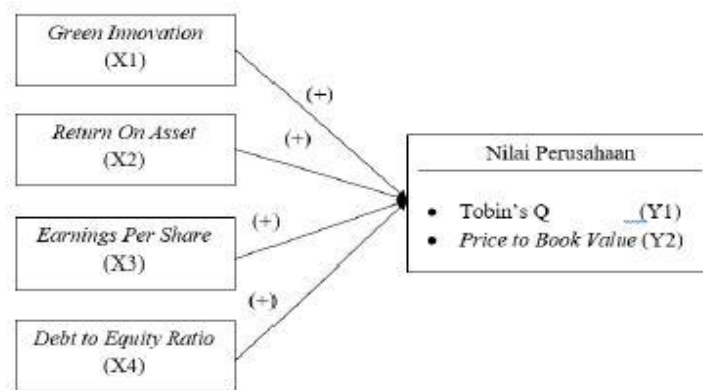 Green Innovation
(X1)
(+)
Return On Asset
(X2)
(+)
Nilai Perusahaan
Tobin's Q (Y1)
Price to Book Value (Y2)
Earnings Per Share
(X3)
(+)
Debt to Equity Ratio
(X4)
(+)